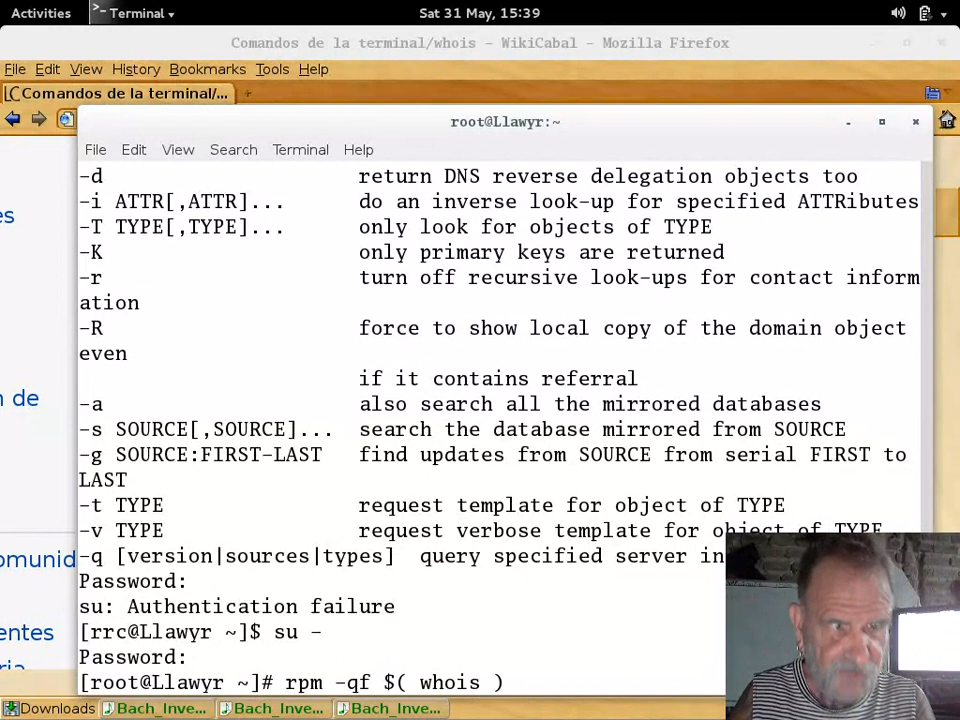 Activities >_ Terminal ▾ Sat 31 May, 15:39
Comandos de la terminal/whois - WikiCabal - Mozilla Firefox
File Edit View History Bookmarks Tools Help
Comandos de la terminal/... +
root@Llawyr:~
File Edit View Search Terminal Help
-d return DNS reverse delegation objects too
-i ATTR[,ATTR]... do an inverse look-up for specified ATTRibutes
-T TYPE[,TYPE]... only look for objects of TYPE
-K only primary keys are returned
-r turn off recursive look-ups for contact inform
ation
-R force to show local copy of the domain object
even
if it contains referral
-a also search all the mirrored databases
-s SOURCE[,SOURCE]... search the database mirrored from SOURCE
-g SOURCE:FIRST-LAST find updates from SOURCE from serial FIRST to
LAST
-t TYPE request template for object of TYPE
-v TYPE request verbose template for object of TYPE
-q [version|sources|types] query specified server in
Password:
su: Authentication failure
[rrc@Llawyr ~]$ su -
Password:
[root@Llawyr ~]# rpm -qf $( whois )
es
n de
omunid
entes
ria
Downloads Bach_Inve... Bach_Inve... Bach_Inve...